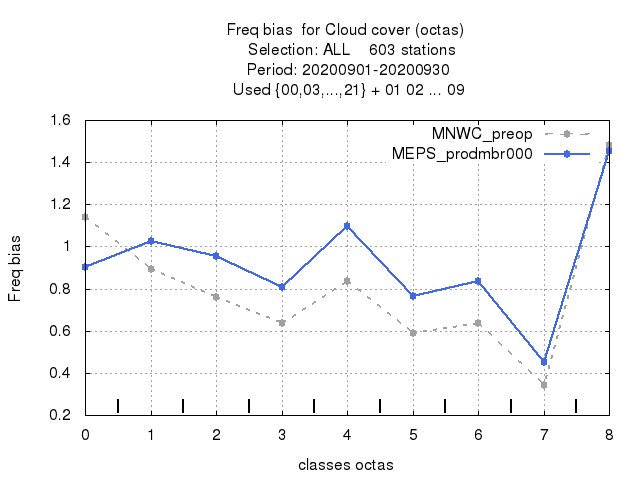 Freq bias  for Cloud cover (octas)
Selection: ALL    603 stations
Period: 20200901-20200930
Used {00,03,...,21} + 01 02 ... 09
MNWC_preop
MEPS_prodmbr000
1.6
1.4
1.2
1
0.8
0.6
0.4
0.2
Freq bias
0 1 2 3 4 5 6 7 8
classes octas